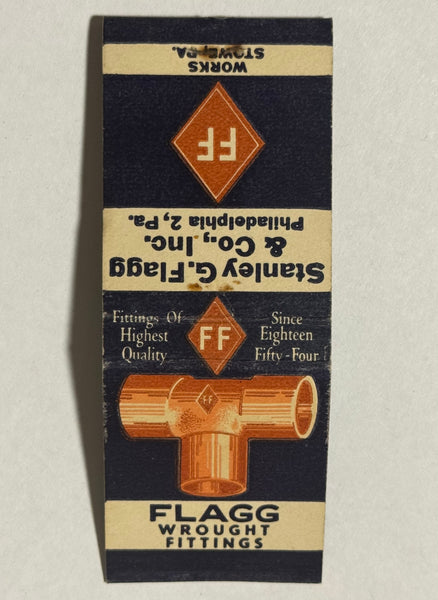 WORKS
STOWE, PA.
FF
Stanley G. Flagg
& Co., Inc.
Philadelphia 2, Pa.
Fittings Of
Highest
Quality
FF
Since
Eighteen
Fifty-Four
FF
FLAGG
WROUGHT
FITTINGS